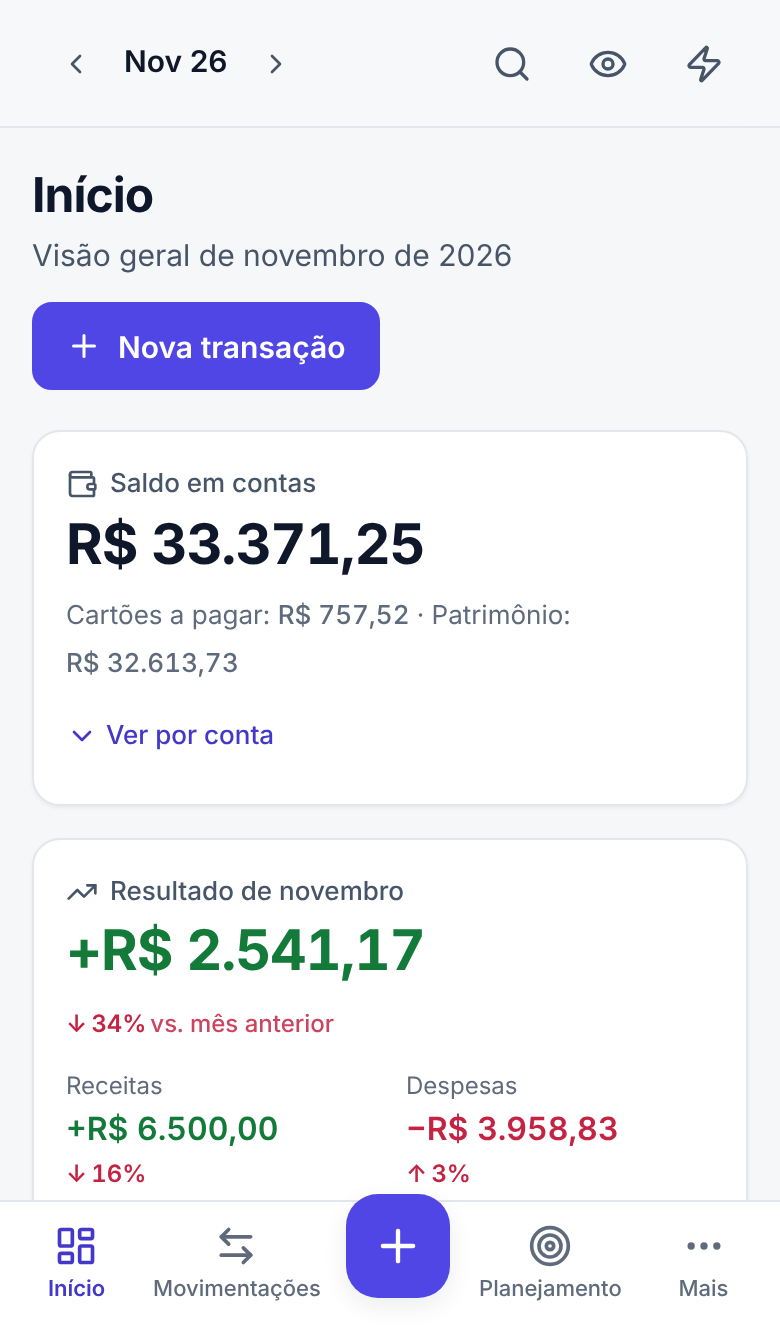 Nov 26
Início
Visão geral de novembro de 2026
Nova transação
Saldo em contas
R$ 33.371,25
Cartões a pagar: R$ 757,52 · Patrimônio:
R$ 32.613,73
Ver por conta
Resultado de novembro
+R$ 2.541,17
↓ 34% vs. mês anterior
Receitas Despesas
+R$ 6.500,00 −R$ 3.958,83
↓ 16% ↑ 3%
Início Movimentações Planejamento Mais